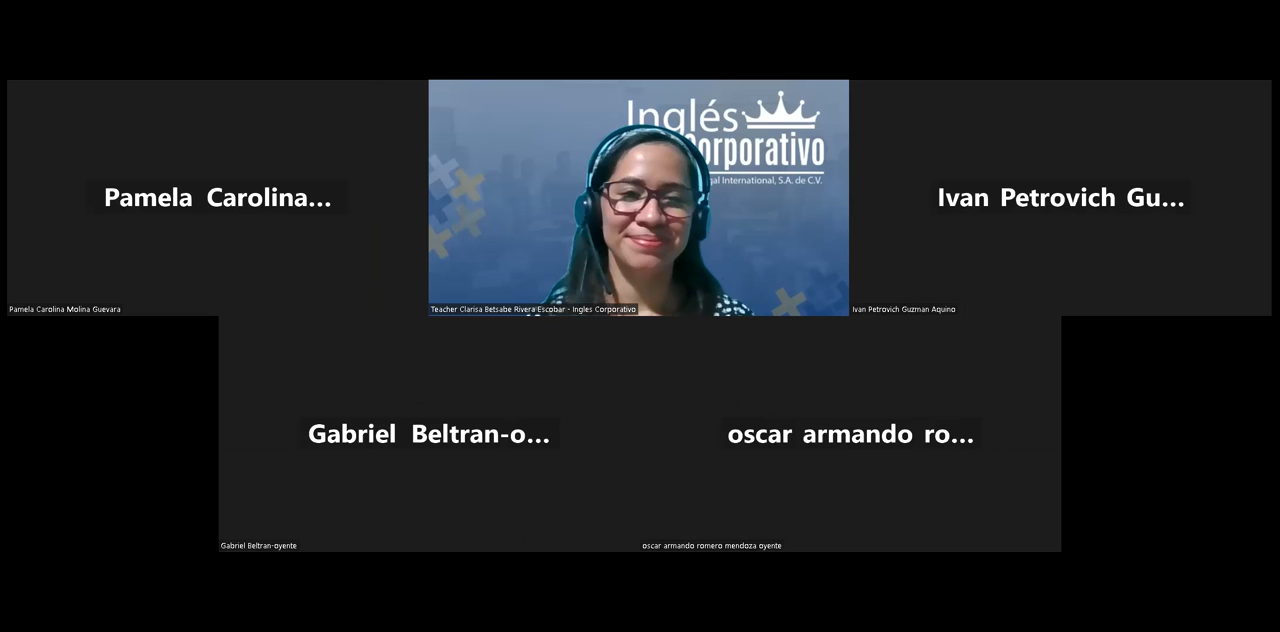 Pamela Carolina...
Pamela Carolina Molina Guevara
Inglés
Corporativo
gal International, S.A. de C.V.
Teacher Clarisa Betsabe Rivera Escobar - Ingles Corporativo
Ivan Petrovich Gu...
Ivan Petrovich Guzman Aquino
Gabriel Beltran-o...
Gabriel Beltran-oyente
oscar armando ro...
oscar armando romero mendoza oyente